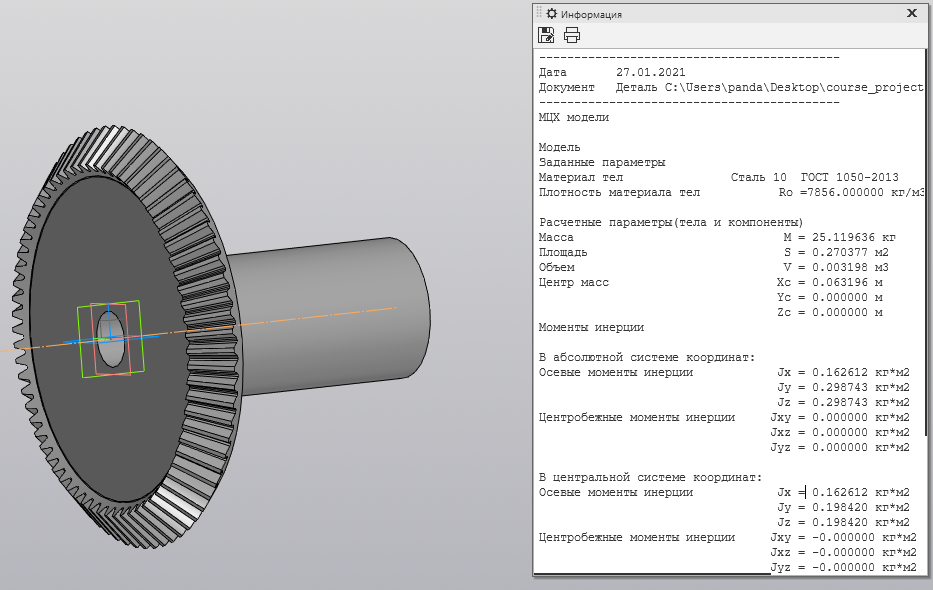 Информация
Дата 27.01.2021
Документ Деталь C:\Users\panda\Desktop\course_project
МЦХ модели
Модель
Заданные параметры
Материал тел Сталь 10 ГОСТ 1050-2013
Плотность материала тел Ro =7856.000000 кг/м3
Расчетные параметры(тела и компоненты)
Масса M = 25.119636 кг
Площадь S = 0.270377 м2
Объем V = 0.003198 м3
Центр масс Xc = 0.063196 м
Yc = 0.000000 м
Zc = 0.000000 м
Моменты инерции
В абсолютной системе координат:
Осевые моменты инерции Jx = 0.162612 кг*м2
Jy = 0.298743 кг*м2
Jz = 0.298743 кг*м2
Центробежные моменты инерции Jxy = 0.000000 кг*м2
Jxz = 0.000000 кг*м2
Jyz = 0.000000 кг*м2
В центральной системе координат:
Осевые моменты инерции Jx = 0.162612 кг*м2
Jy = 0.198420 кг*м2
Jz = 0.198420 кг*м2
Центробежные моменты инерции Jxy = -0.000000 кг*м2
Jxz = -0.000000 кг*м2
Jyz = -0.000000 кг*м2